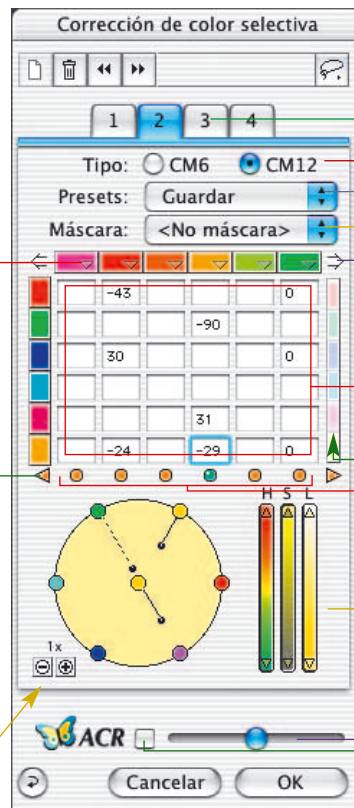 Corrección de color selectiva
1 2 3 4
Tipo: CM6 CM12
Presets: Guardar
Máscara: <No máscara>
-43 0
-90
30 0
31
-24 -29 0
H S L
1x
ACR
Cancelar OK